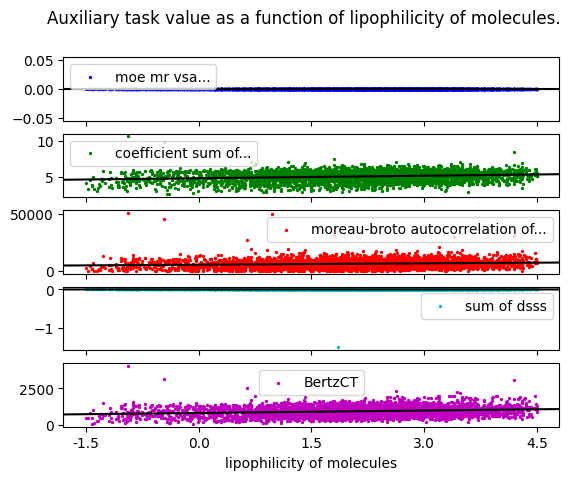 Auxiliary task value as a function of lipophilicity of molecules.
0.05
0.00
−0.05
moe mr vsa...
10
5
coefficient sum of...
50000
0
moreau-broto autocorrelation of...
0
−1
sum of dsss
2500
0
BertzCT
-1.5 0.0 1.5 3.0 4.5
lipophilicity of molecules